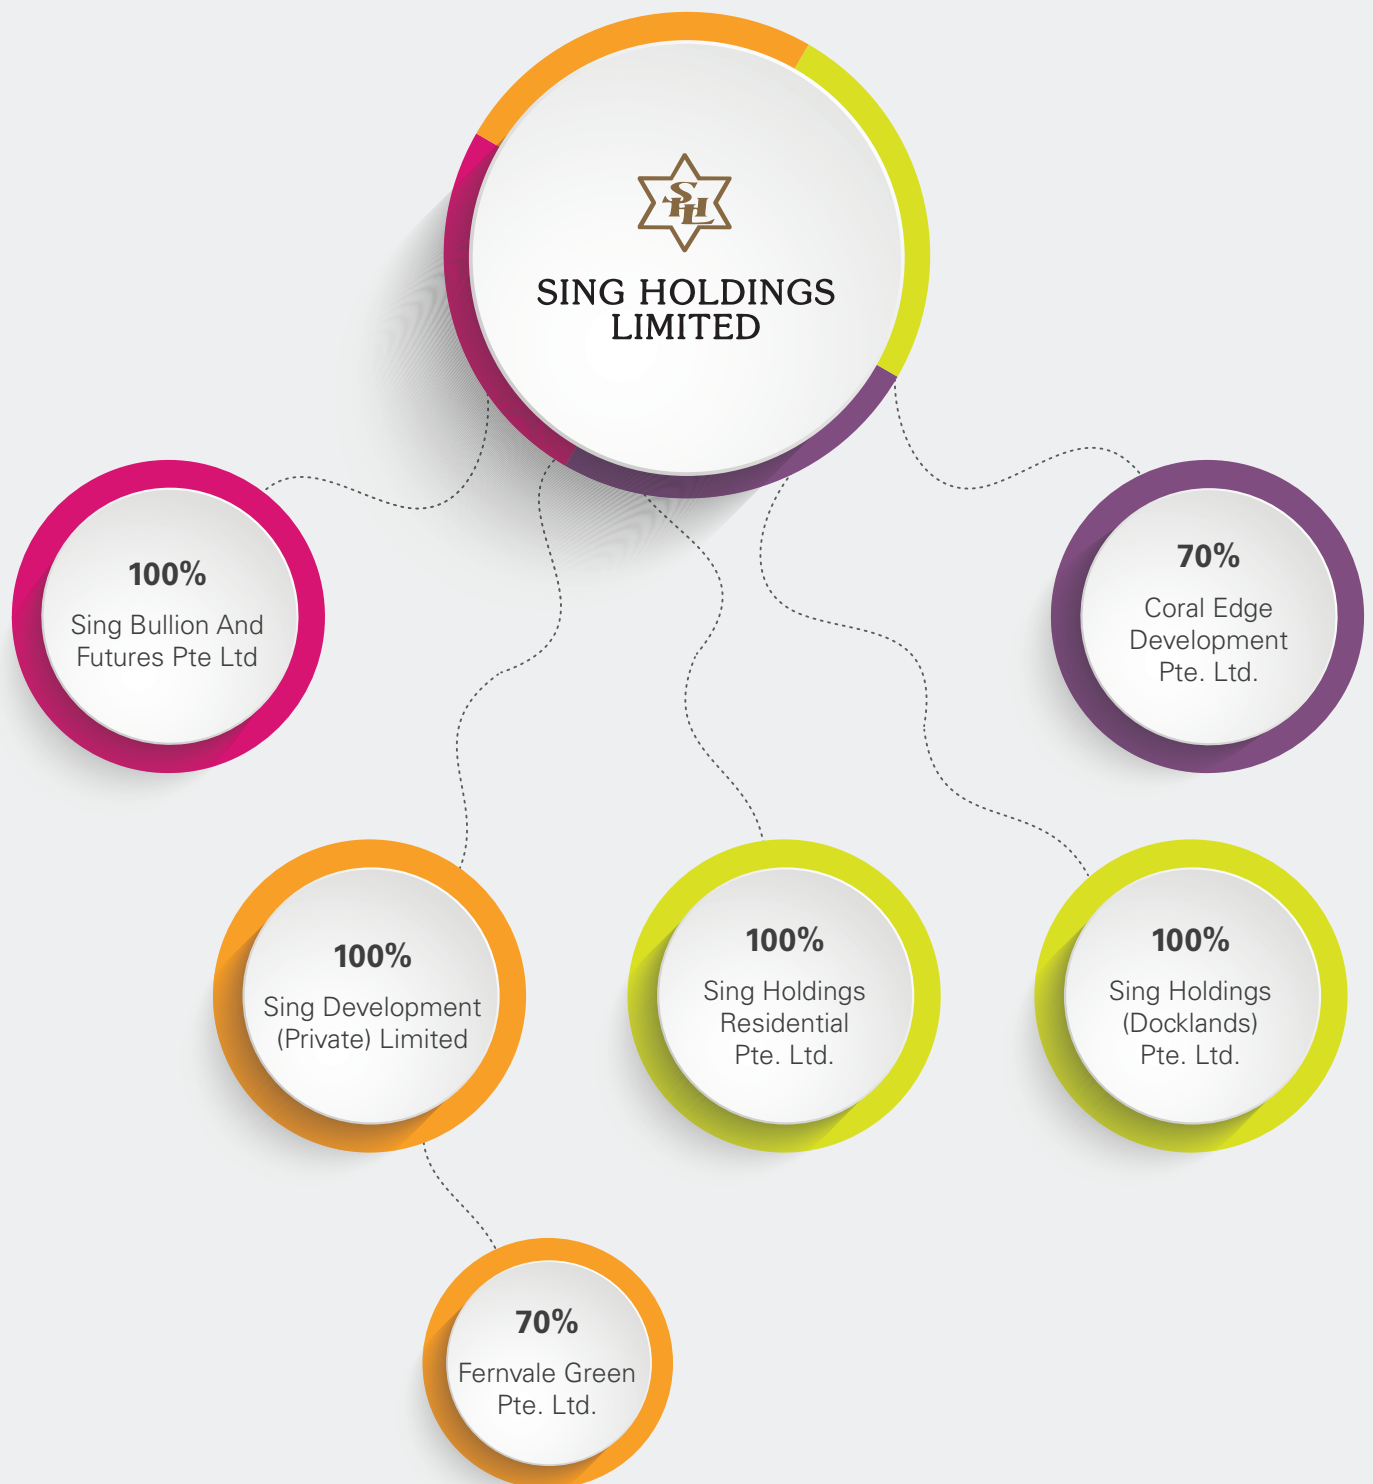 SHL
SING HOLDINGS
LIMITED
100%
Sing Bullion And
Futures Pte Ltd
70%
Coral Edge
Development
Pte. Ltd.
100%
Sing Development
(Private) Limited
100%
Sing Holdings
Residential
Pte. Ltd.
100%
Sing Holdings
(Docklands)
Pte. Ltd.
70%
Fernvale Green
Pte. Ltd.